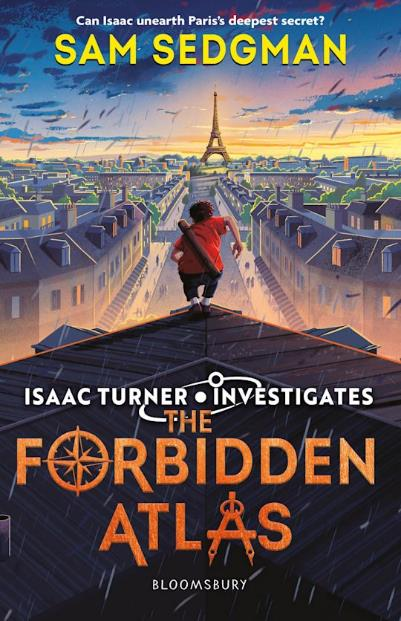 Can Isaac unearth Paris's deepest secret?
SAM SEDGMAN
ISAAC TURNER INVESTIGATES
THE
FORBIDDEN
ATLAS
BLOOMSBURY